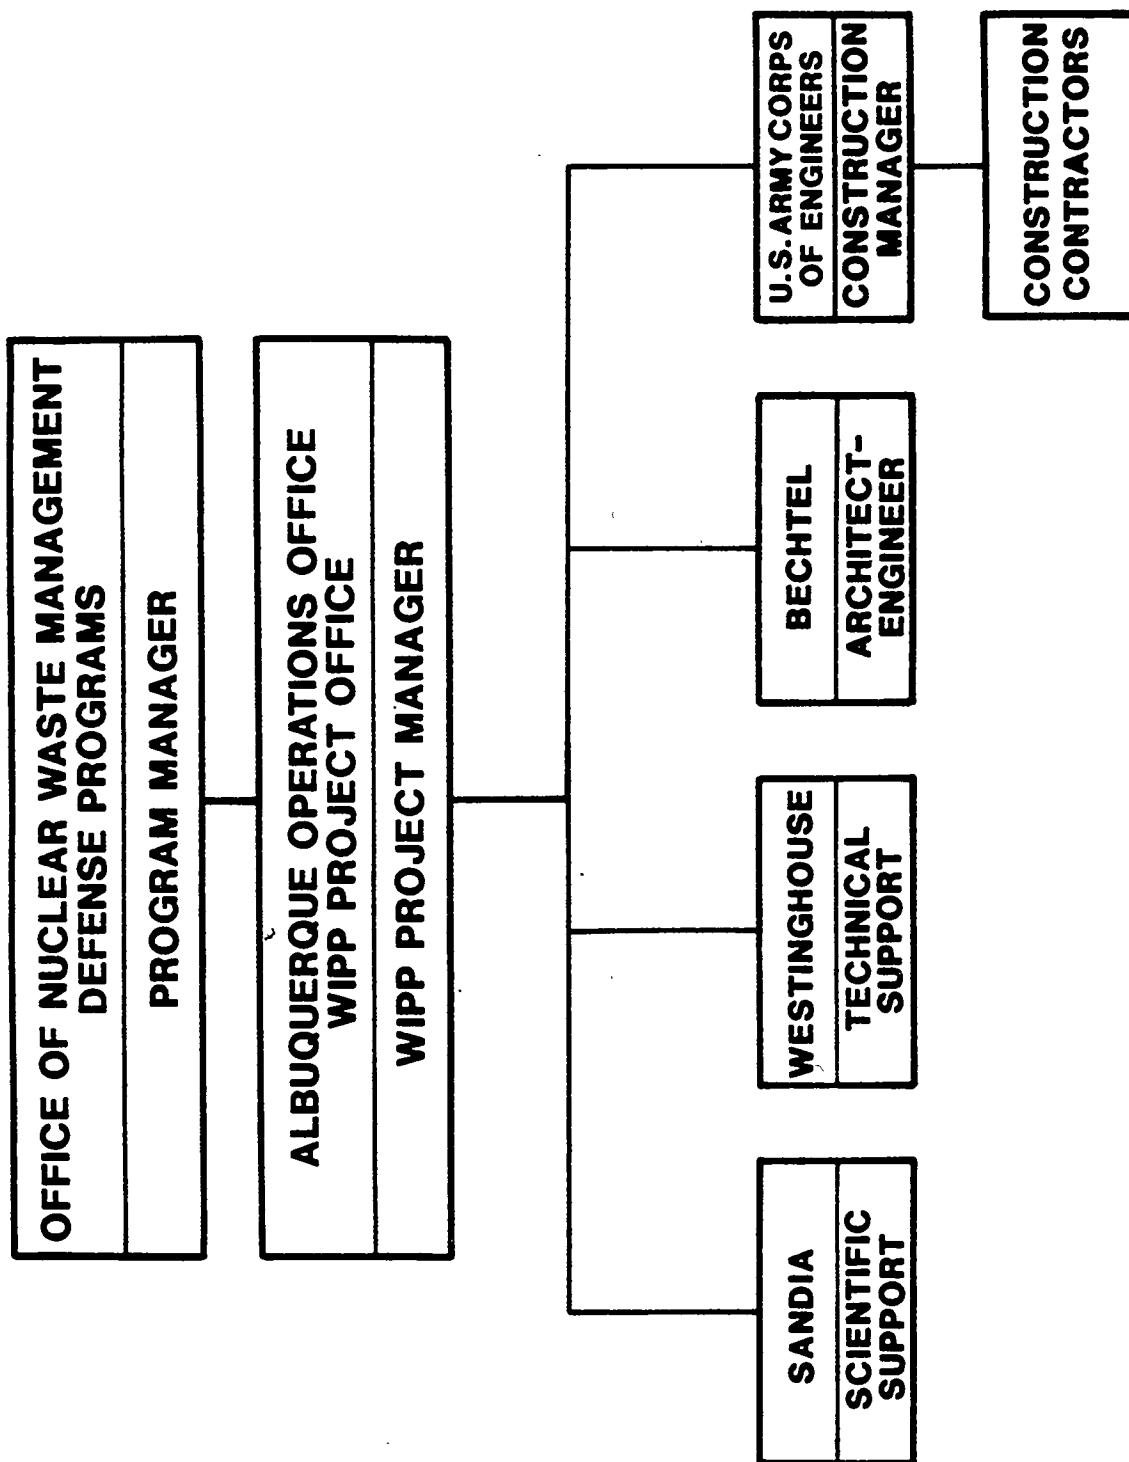 OFFICE OF NUCLEAR WASTE MANAGEMENT
DEFENSE PROGRAMS
PROGRAM MANAGER
ALBUQUERQUE OPERATIONS OFFICE
WIPP PROJECT OFFICE
WIPP PROJECT MANAGER
SANDIA
SCIENTIFIC
SUPPORT
WESTINGHOUSE
TECHNICAL
SUPPORT
BECHTEL
ARCHITECT-
ENGINEER
U.S. ARMY CORPS
OF ENGINEERS
CONSTRUCTION
MANAGER
CONSTRUCTION
CONTRACTORS